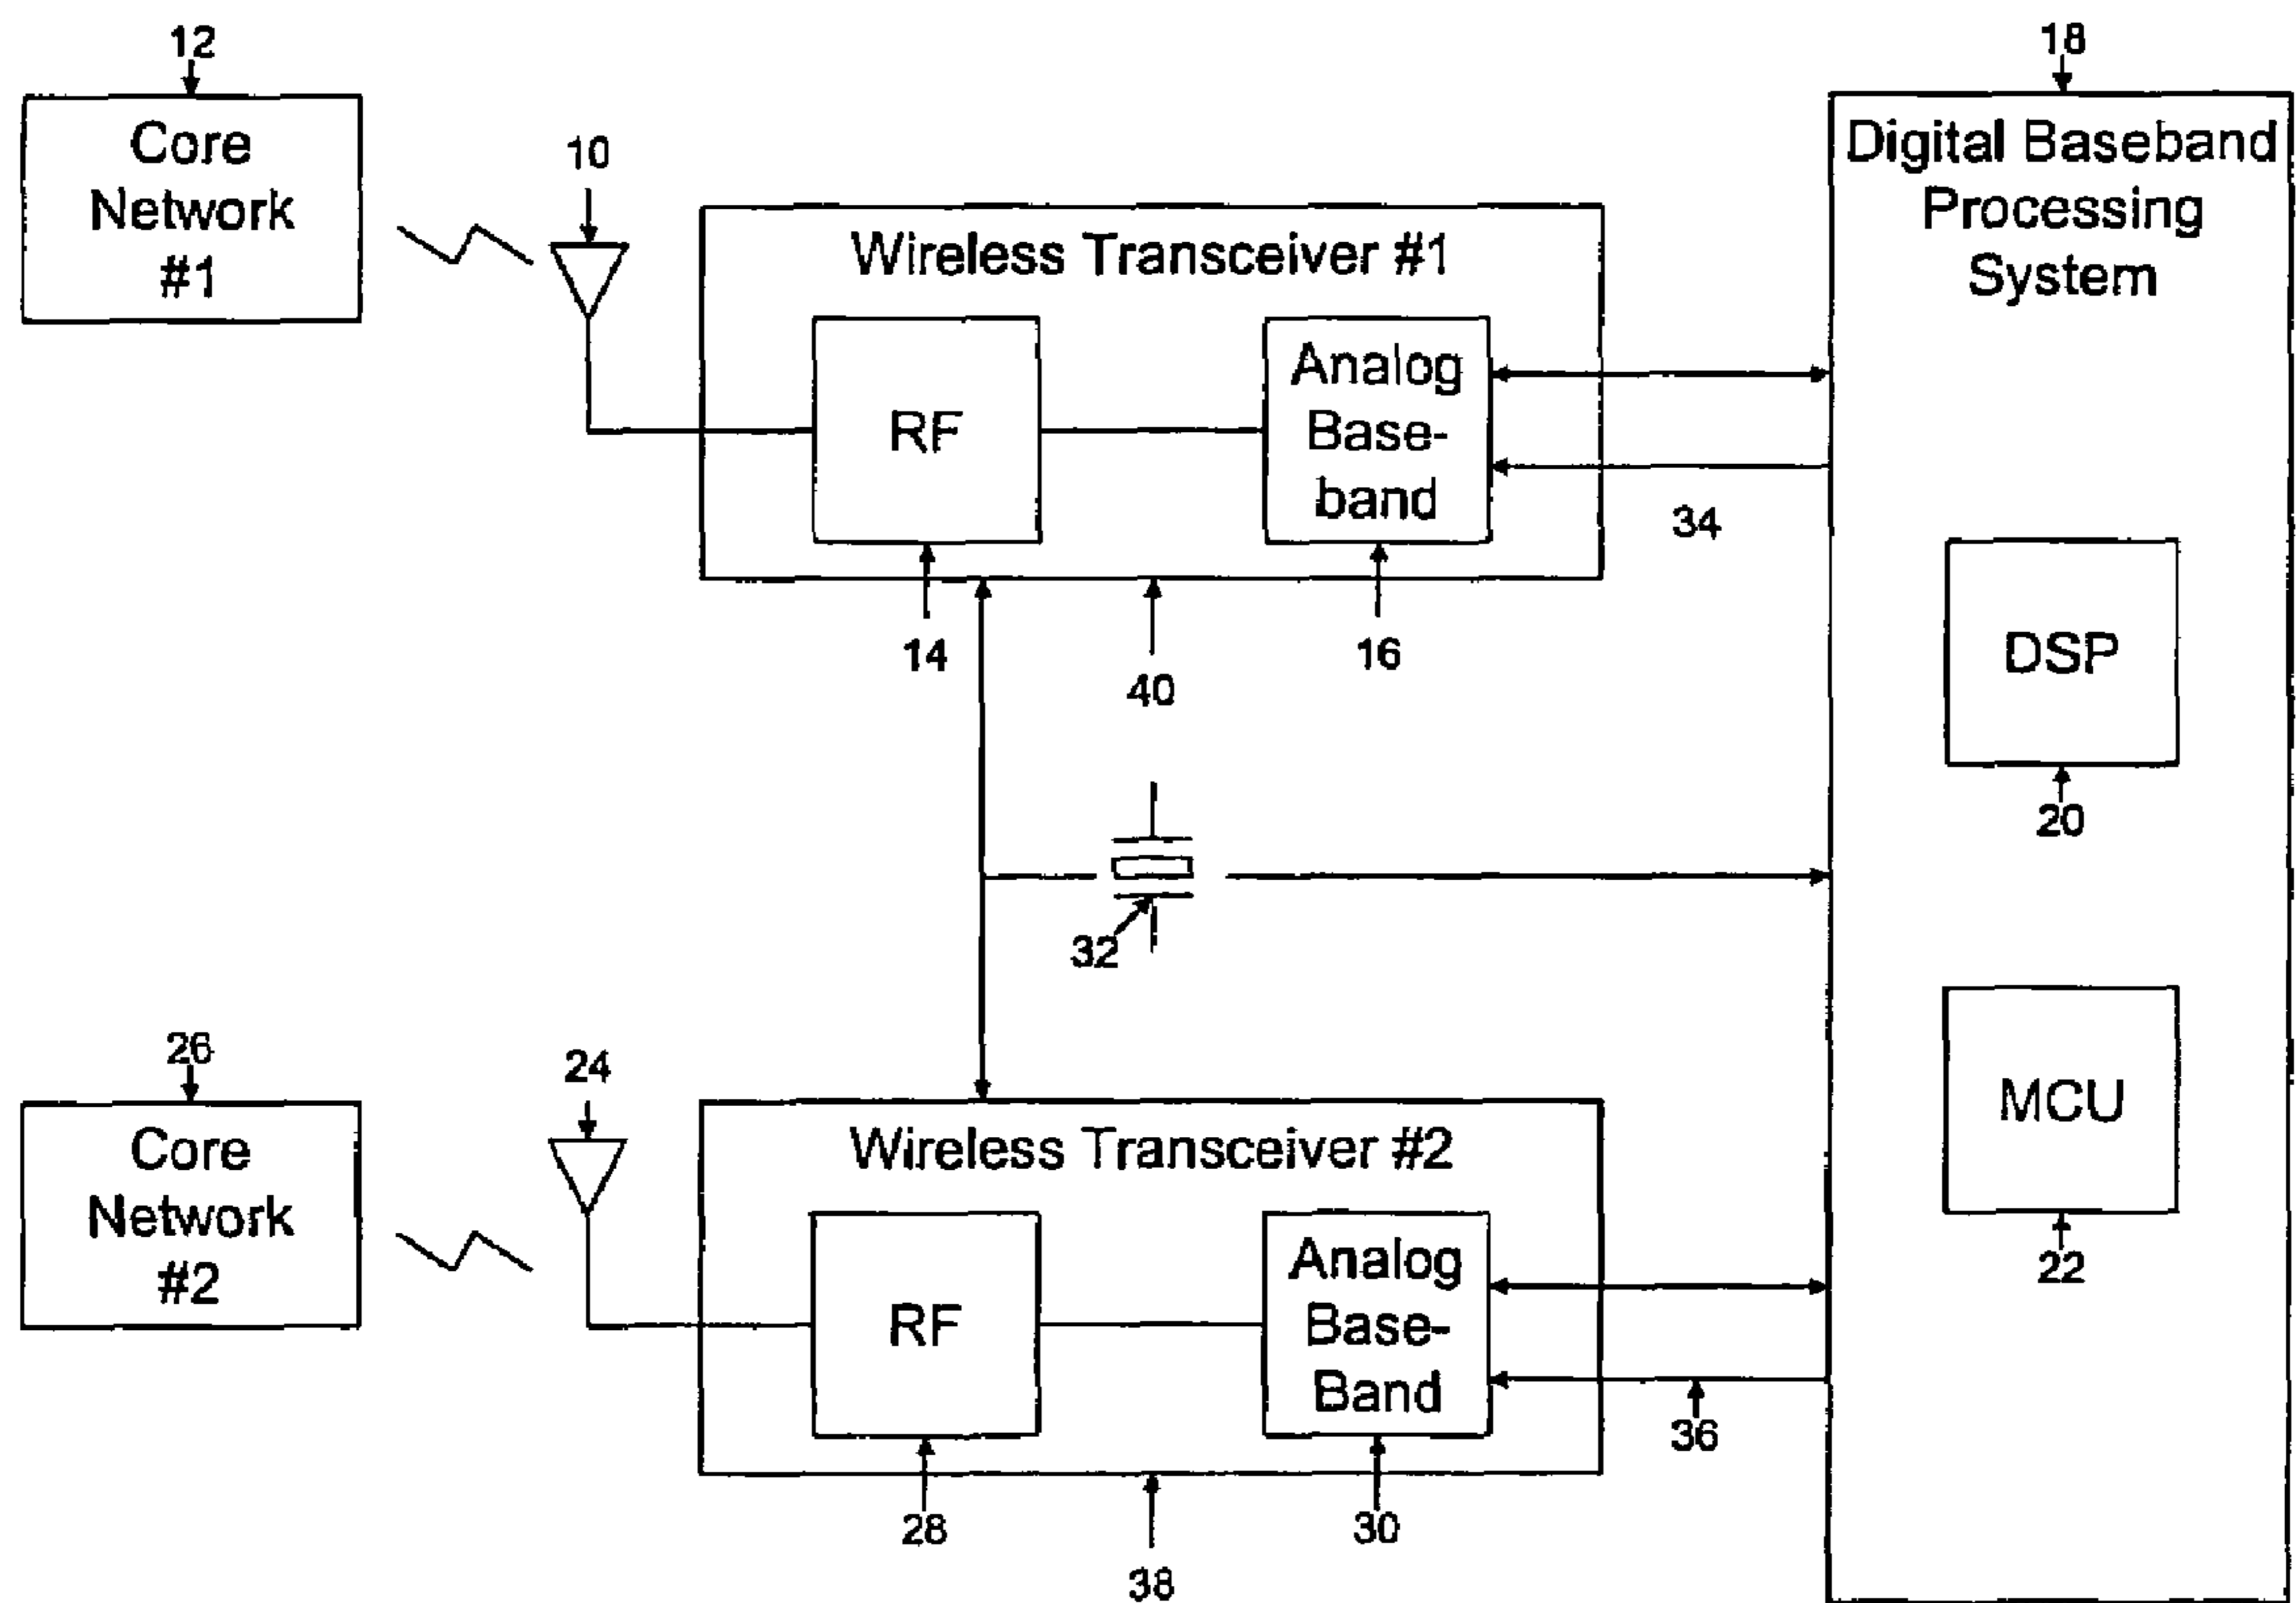 12
Core
Network
#1
10
Wireless Transceiver #1
RF
Analog
Base-
band
14
40
16
34
18
Digital Baseband
Processing
System
DSP
20
MCU
22
32
26
Core
Network
#2
24
Wireless Transceiver #2
RF
Analog
Base-
Band
28
38
30
36